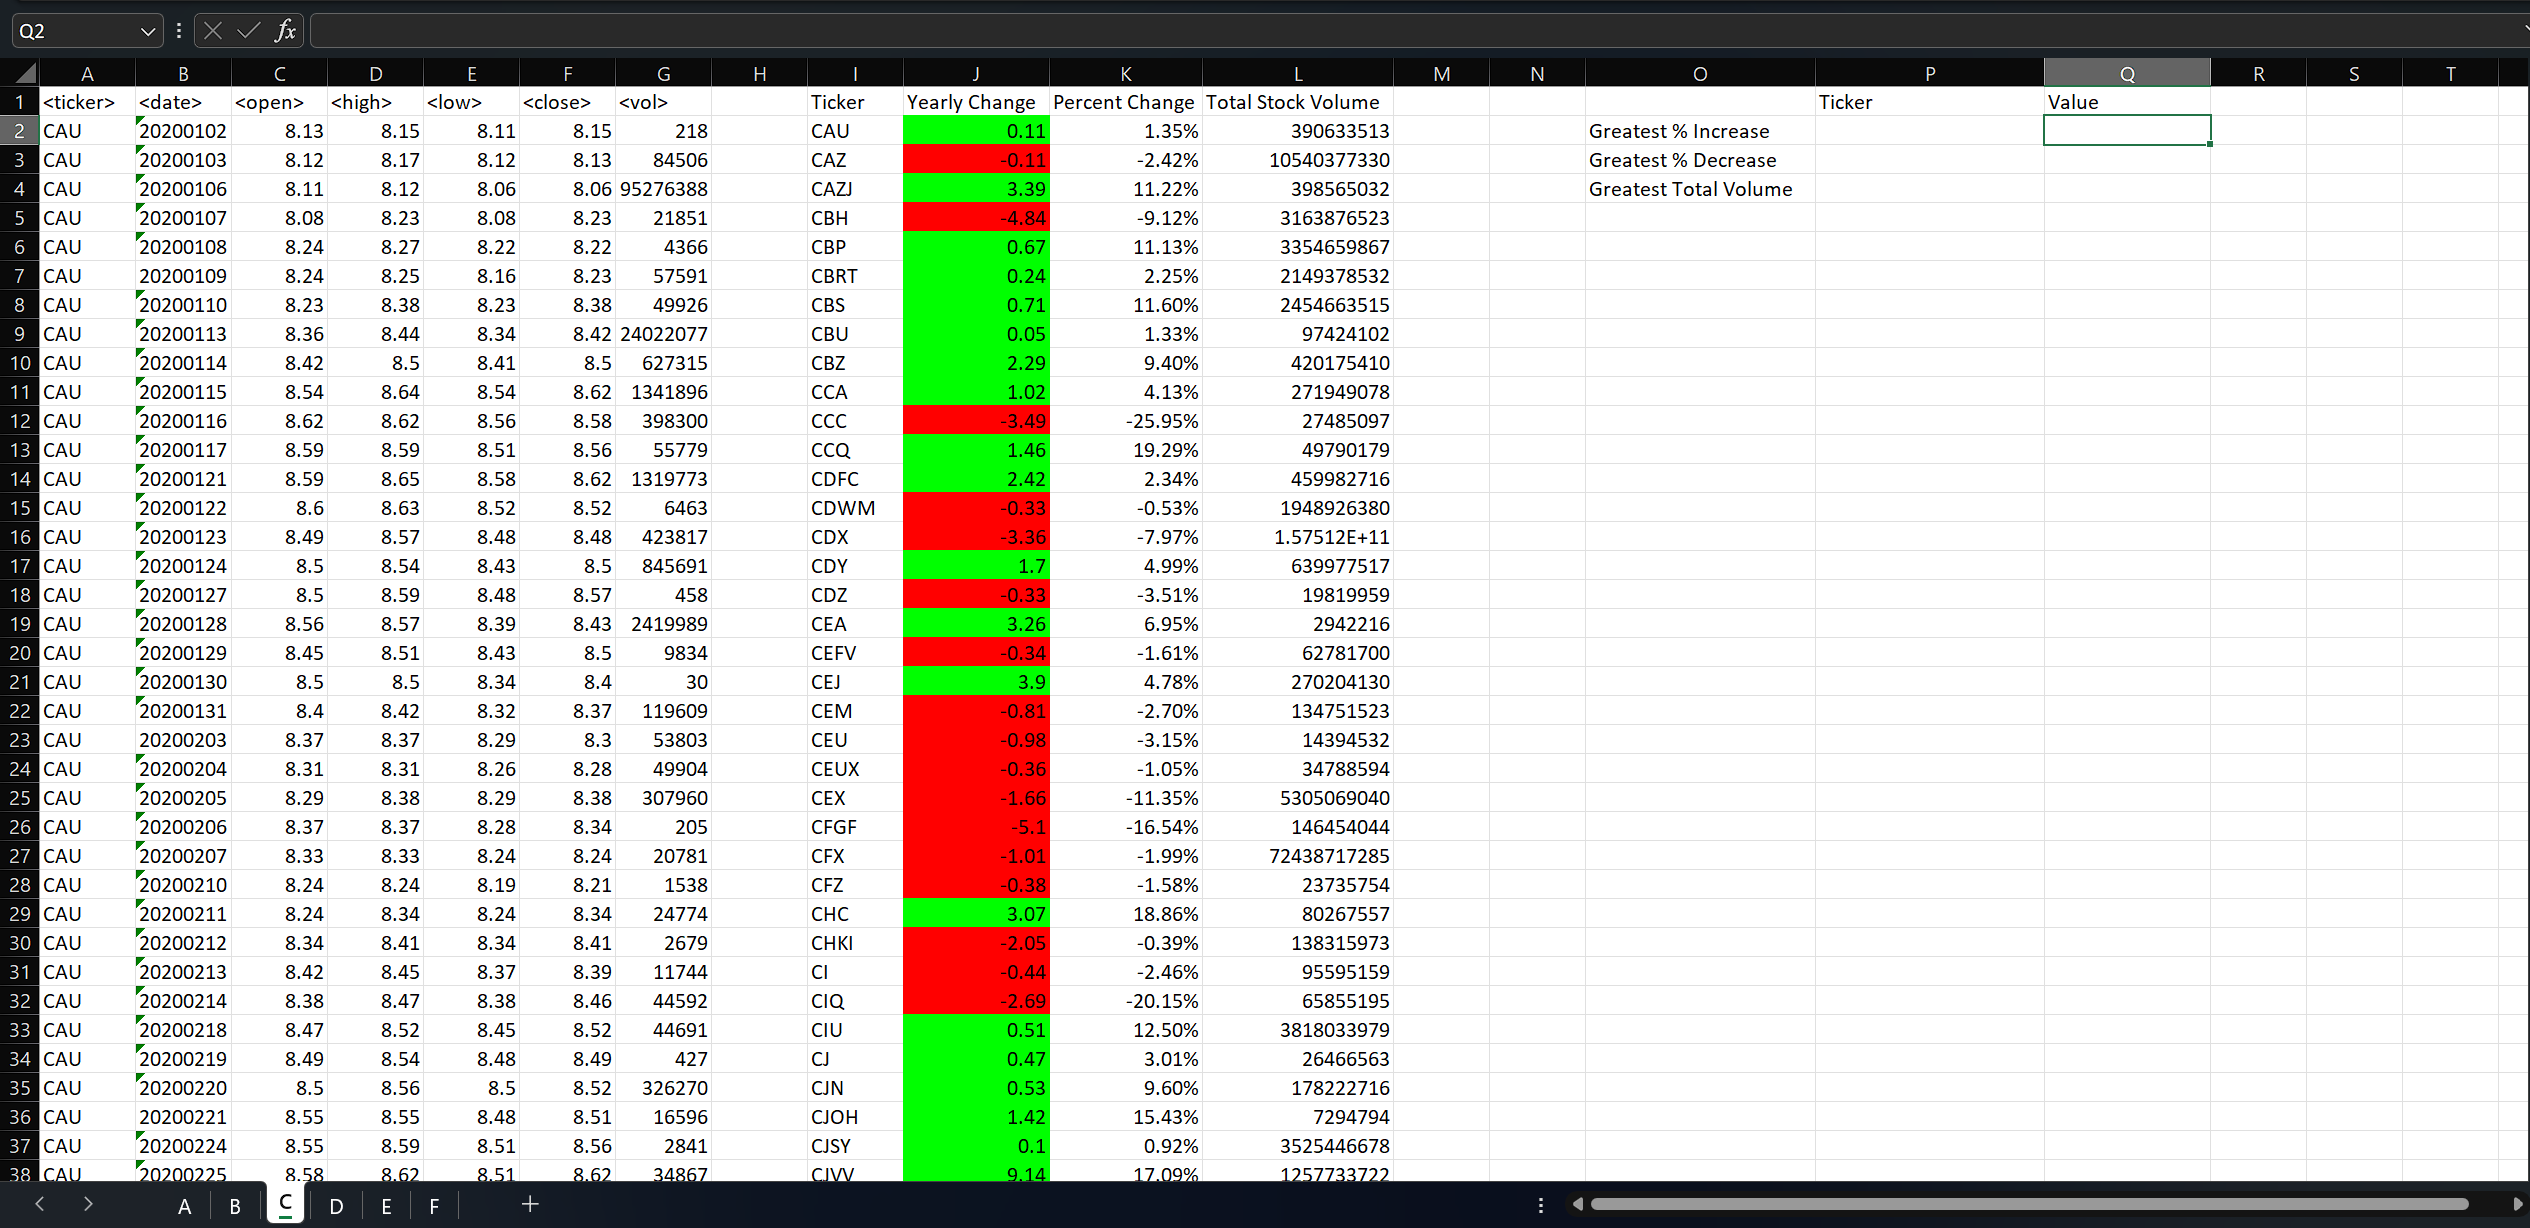 Q2 fx
A B C D E F G H I J K L M N O P Q R S T
1 <ticker> <date> <open> <high> <low> <close> <vol> Ticker Yearly Change Percent Change Total Stock Volume Ticker Value
2 CAU 20200102 8.13 8.15 8.11 8.15 218 CAU 0.11 1.35% 390633513 Greatest % Increase
3 CAU 20200103 8.12 8.17 8.12 8.13 84506 CAZ -0.11 -2.42% 10540377330 Greatest % Decrease
4 CAU 20200106 8.11 8.12 8.06 8.06 95276388 CAZJ 3.39 11.22% 398565032 Greatest Total Volume
5 CAU 20200107 8.08 8.23 8.08 8.23 21851 CBH -4.84 -9.12% 3163876523
6 CAU 20200108 8.24 8.27 8.22 8.22 4366 CBP 0.67 11.13% 3354659867
7 CAU 20200109 8.24 8.25 8.16 8.23 57591 CBRT 0.24 2.25% 2149378532
8 CAU 20200110 8.23 8.38 8.23 8.38 49926 CBS 0.71 11.60% 2454663515
9 CAU 20200113 8.36 8.44 8.34 8.42 24022077 CBU 0.05 1.33% 97424102
10 CAU 20200114 8.42 8.5 8.41 8.5 627315 CBZ 2.29 9.40% 420175410
11 CAU 20200115 8.54 8.64 8.54 8.62 1341896 CCA 1.02 4.13% 271949078
12 CAU 20200116 8.62 8.62 8.56 8.58 398300 CCC -3.49 -25.95% 27485097
13 CAU 20200117 8.59 8.59 8.51 8.56 55779 CCQ 1.46 19.29% 49790179
14 CAU 20200121 8.59 8.65 8.58 8.62 1319773 CDFC 2.42 2.34% 459982716
15 CAU 20200122 8.6 8.63 8.52 8.52 6463 CDWM -0.33 -0.53% 1948926380
16 CAU 20200123 8.49 8.57 8.48 8.48 423817 CDX -3.36 -7.97% 1.57512E+11
17 CAU 20200124 8.5 8.54 8.43 8.5 845691 CDY 1.7 4.99% 639977517
18 CAU 20200127 8.5 8.59 8.48 8.57 458 CDZ -0.33 -3.51% 19819959
19 CAU 20200128 8.56 8.57 8.39 8.43 2419989 CEA 3.26 6.95% 2942216
20 CAU 20200129 8.45 8.51 8.43 8.5 9834 CEFV -0.34 -1.61% 62781700
21 CAU 20200130 8.5 8.5 8.34 8.4 30 CEJ 3.9 4.78% 270204130
22 CAU 20200131 8.4 8.42 8.32 8.37 119609 CEM -0.81 -2.70% 134751523
23 CAU 20200203 8.37 8.37 8.29 8.3 53803 CEU -0.98 -3.15% 14394532
24 CAU 20200204 8.31 8.31 8.26 8.28 49904 CEUX -0.36 -1.05% 34788594
25 CAU 20200205 8.29 8.38 8.29 8.38 307960 CEX -1.66 -11.35% 5305069040
26 CAU 20200206 8.37 8.37 8.28 8.34 205 CFGF -5.1 -16.54% 146454044
27 CAU 20200207 8.33 8.33 8.24 8.24 20781 CFX -1.01 -1.99% 72438717285
28 CAU 20200210 8.24 8.24 8.19 8.21 1538 CFZ -0.38 -1.58% 23735754
29 CAU 20200211 8.24 8.34 8.24 8.34 24774 CHC 3.07 18.86% 80267557
30 CAU 20200212 8.34 8.41 8.34 8.41 2679 CHKI -2.05 -0.39% 138315973
31 CAU 20200213 8.42 8.45 8.37 8.39 11744 CI -0.44 -2.46% 95595159
32 CAU 20200214 8.38 8.47 8.38 8.46 44592 CIQ -2.69 -20.15% 65855195
33 CAU 20200218 8.47 8.52 8.45 8.52 44691 CIU 0.51 12.50% 3818033979
34 CAU 20200219 8.49 8.54 8.48 8.49 427 CJ 0.47 3.01% 26466563
35 CAU 20200220 8.5 8.56 8.5 8.52 326270 CJN 0.53 9.60% 178222716
36 CAU 20200221 8.55 8.55 8.48 8.51 16596 CJOH 1.42 15.43% 7294794
37 CAU 20200224 8.55 8.59 8.51 8.56 2841 CJSY 0.1 0.92% 3525446678
38 CAU 20200225 8.58 8.62 8.51 8.62 34867 CJVV 9.14 17.09% 1257733722
A B C D E F